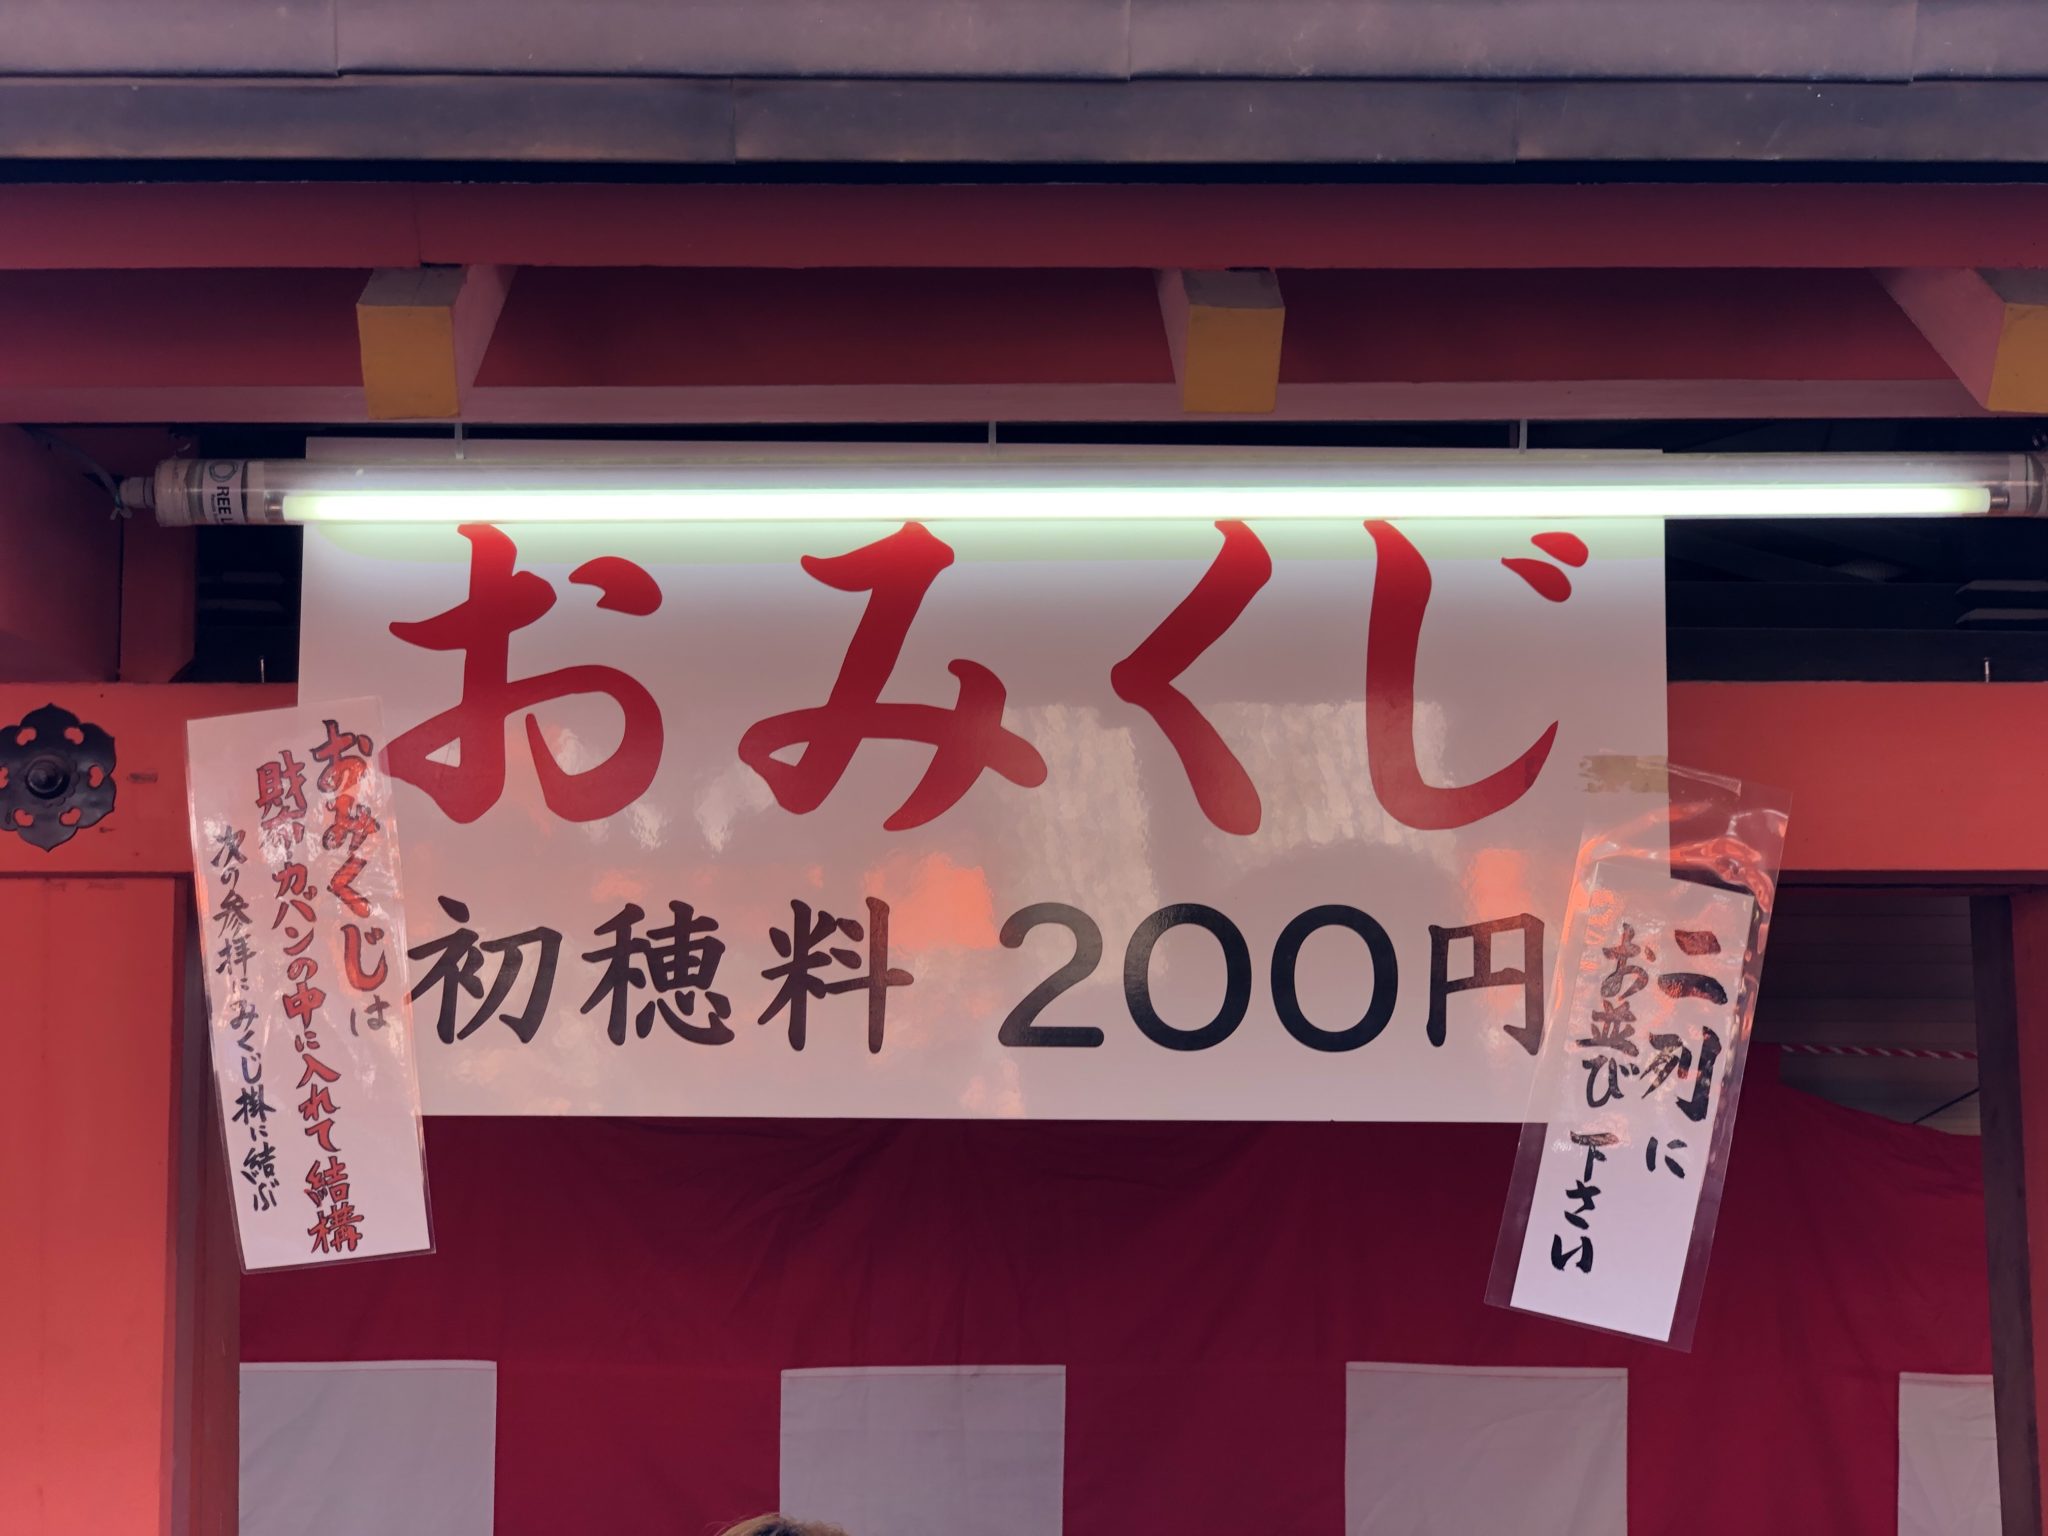 おみくじ
初穂料 200円
おみくじは
財布カバンの中に入れて結構
次の参拝にみくじ掛に結ぶ
二列に
お並び下さい
REE L